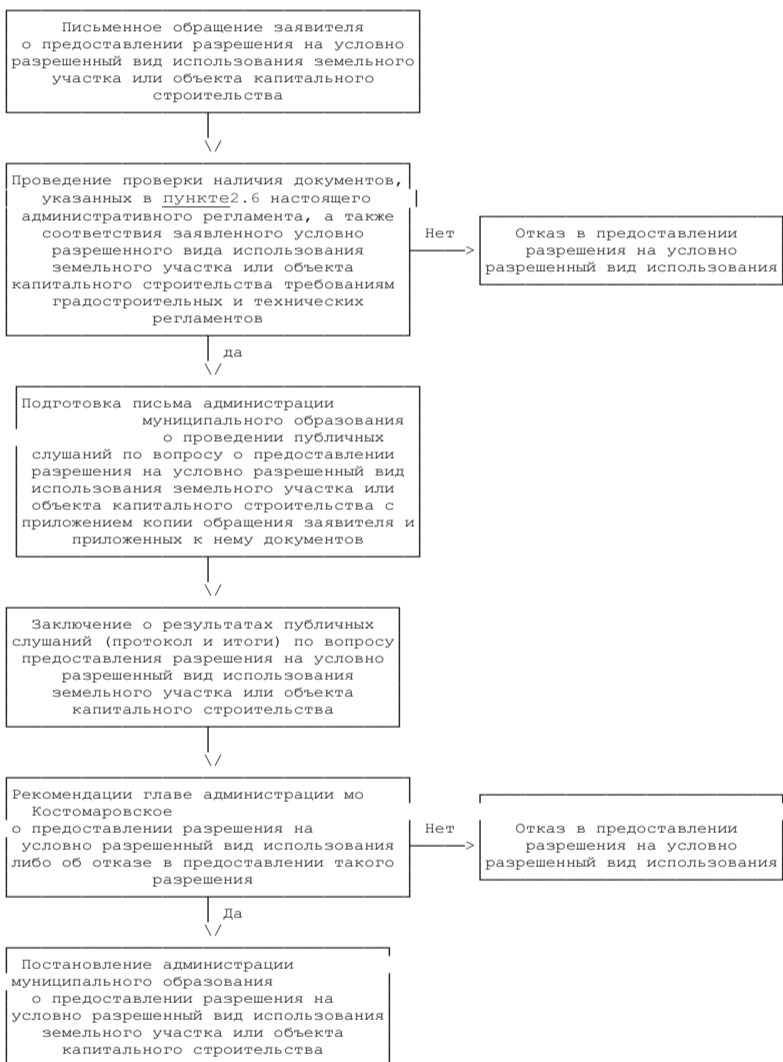 Письменное обращение заявителя
о предоставлении разрешения на условно
разрешенный вид использования земельного
участка или объекта капитального
строительства
\/
Проведение проверки наличия документов,
указанных в пункте2.6 настоящего
административного регламента, а также
соответствия заявленного условно
разрешенного вида использования
земельного участка или объекта
капитального строительства требованиям
градостроительных и технических
регламентов
Нет
Отказ в предоставлении
разрешения на условно
разрешенный вид использования
да
\/
Подготовка письма администрации
муниципального образования
о проведении публичных
слушаний по вопросу о предоставлении
разрешения на условно разрешенный вид
использования земельного участка или
объекта капитального строительства с
приложением копии обращения заявителя и
приложенных к нему документов
\/
Заключение о результатах публичных
слушаний (протокол и итоги) по вопросу
предоставления разрешения на условно
разрешенный вид использования
земельного участка или объекта
капитального строительства
\/
Рекомендации главе администрации мо
Костомаровское
о предоставлении разрешения на
условно разрешенный вид использования
либо об отказе в предоставлении такого
разрешения
Нет
Отказ в предоставлении
разрешения на условно
разрешенный вид использования
Да
\/
Постановление администрации
муниципального образования
о предоставлении разрешения на
условно разрешенный вид использования
земельного участка или объекта
капитального строительства